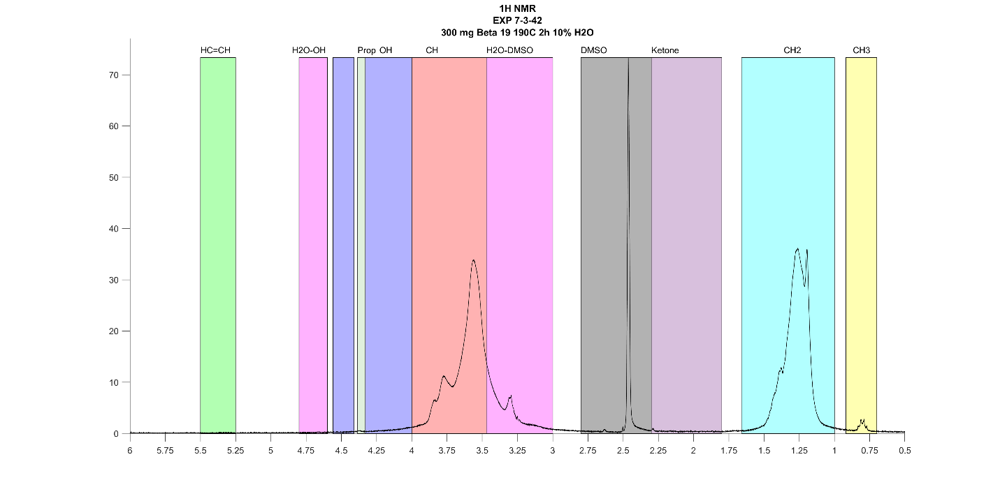 1H NMR
EXP 7-3-42
300 mg Beta 19 190C 2h 10% H2O
HC=CH H2O-OH Prop OH CH H2O-DMSO DMSO Ketone CH2 CH3
70
60
50
40
30
20
10
0
6 5.75 5.5 5.25 5 4.75 4.5 4.25 4 3.75 3.5 3.25 3 2.75 2.5 2.25 2 1.75 1.5 1.25 1 0.75 0.5